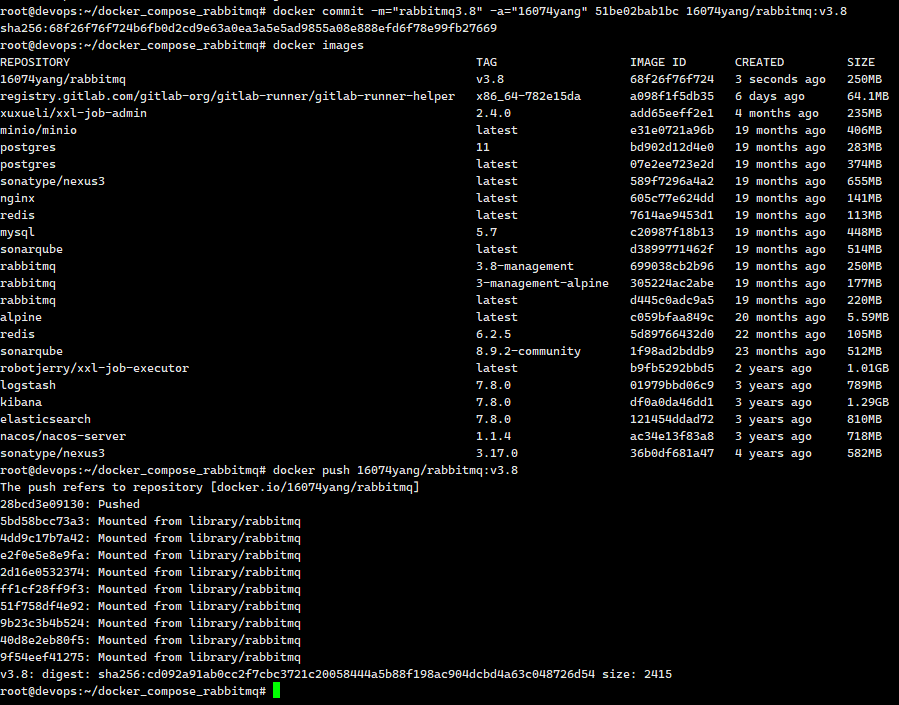 root@devops:~/docker_compose_rabbitmq# docker commit -m="rabbitmq3.8" -a="16074yang" 51be02bab1bc 16074yang/rabbitmq:v3.8
sha256:68f26f76f724b6fb0d2cd9e63a0ea3a5e5ad9855a08e888efd6f78e99fb27669
root@devops:~/docker_compose_rabbitmq# docker images
REPOSITORY TAG IMAGE ID CREATED SIZE
16074yang/rabbitmq v3.8 68f26f76f724 3 seconds ago 250MB
registry.gitlab.com/gitlab-org/gitlab-runner/gitlab-runner-helper x86_64-782e15da a098f1f5db35 6 days ago 64.1MB
xuxueli/xxl-job-admin 2.4.0 add65eeff2e1 4 months ago 235MB
minio/minio latest e31e0721a96b 19 months ago 406MB
postgres 11 bd902d12d4e0 19 months ago 283MB
postgres latest 07e2ee723e2d 19 months ago 374MB
sonatype/nexus3 latest 589f7296a4a2 19 months ago 655MB
nginx latest 605c77e624dd 19 months ago 141MB
redis latest 7614ae9453d1 19 months ago 113MB
mysql 5.7 c20987f18b13 19 months ago 448MB
sonarqube latest d3899771462f 19 months ago 514MB
rabbitmq 3.8-management 699038cb2b96 19 months ago 250MB
rabbitmq 3-management-alpine 305224ac2abe 19 months ago 177MB
rabbitmq latest d445c0adc9a5 19 months ago 220MB
alpine latest c059bfaa849c 20 months ago 5.59MB
redis 6.2.5 5d89766432d0 22 months ago 105MB
sonarqube 8.9.2-community 1f98ad2bddb9 23 months ago 512MB
robotjerry/xxl-job-executor latest b9fb5292bbd5 2 years ago 1.01GB
logstash 7.8.0 01979bbd06c9 3 years ago 789MB
kibana 7.8.0 df0a0da46dd1 3 years ago 1.29GB
elasticsearch 7.8.0 121454ddad72 3 years ago 810MB
nacos/nacos-server 1.1.4 ac34e13f83a8 3 years ago 718MB
sonatype/nexus3 3.17.0 36b0df681a47 4 years ago 582MB
root@devops:~/docker_compose_rabbitmq# docker push 16074yang/rabbitmq:v3.8
The push refers to repository [docker.io/16074yang/rabbitmq]
28bcd3e09130: Pushed
5bd58bcc73a3: Mounted from library/rabbitmq
4dd9c17b7a42: Mounted from library/rabbitmq
e2f0e5e8e9fa: Mounted from library/rabbitmq
2d16e0532374: Mounted from library/rabbitmq
ff1cf28ff9f3: Mounted from library/rabbitmq
51f758df4e92: Mounted from library/rabbitmq
9b23c3b4b524: Mounted from library/rabbitmq
40d8e2eb80f5: Mounted from library/rabbitmq
9f54eef41275: Mounted from library/rabbitmq
v3.8: digest: sha256:cd092a91ab0cc2f7cbc3721c20058444a5b88f198ac904dcbd4a63c048726d54 size: 2415
root@devops:~/docker_compose_rabbitmq#